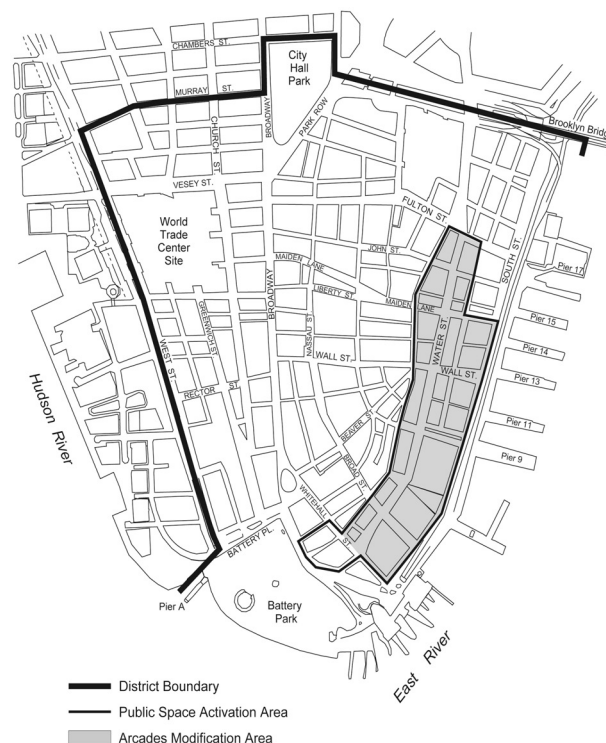 CHAMBERS ST.
City
Hall
Park
MURRAY ST.
BROADWAY
PARK ROW
Brooklyn Bridge
CHURCH ST.
VESEY ST.
FULTON ST.
World
Trade
Center
Site
JOHN ST.
SOUTH ST.
MAIDEN LANE
Pier 17
BROADWAY
LIBERTY ST.
MAIDEN LANE
GREENWICH ST.
NASSAU ST.
WATER ST.
Pier 15
WEST ST.
WALL ST.
Pier 14
WALL ST.
Hudson River
RECTOR ST.
Pier 13
BEAVER ST.
Pier 11
BROAD ST.
Pier 9
WHITEHALL ST.
BATTERY PL.
Pier A
Battery
Park
East River
District Boundary
Public Space Activation Area
Arcades Modification Area